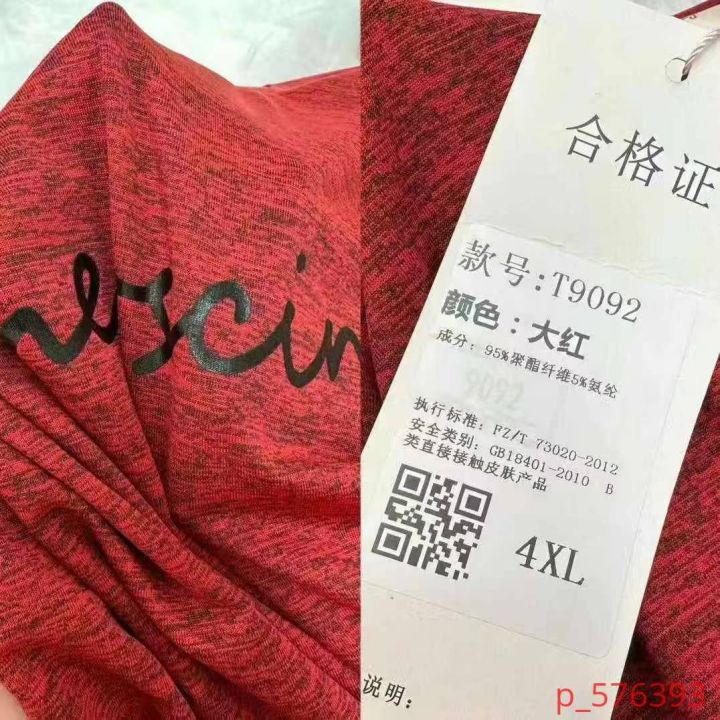 nescin
合格证
款号:T9092
颜色:大红
成分: 95%聚酯纤维5%氨纶
9092
执行标准: FZ/T 73020-2012
安全类别: GB18401-2010 B
类直接接触皮肤产品
4XL
说明:
p_576393